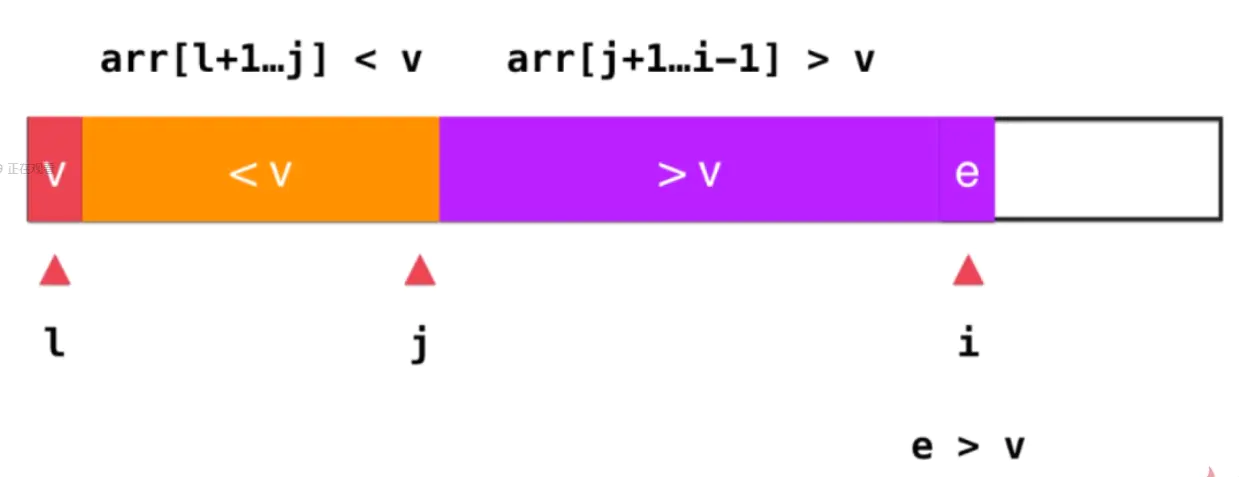 arr[l+1…j] < v arr[j+1…i-1] > v
v < v > v e
l j i
e > v